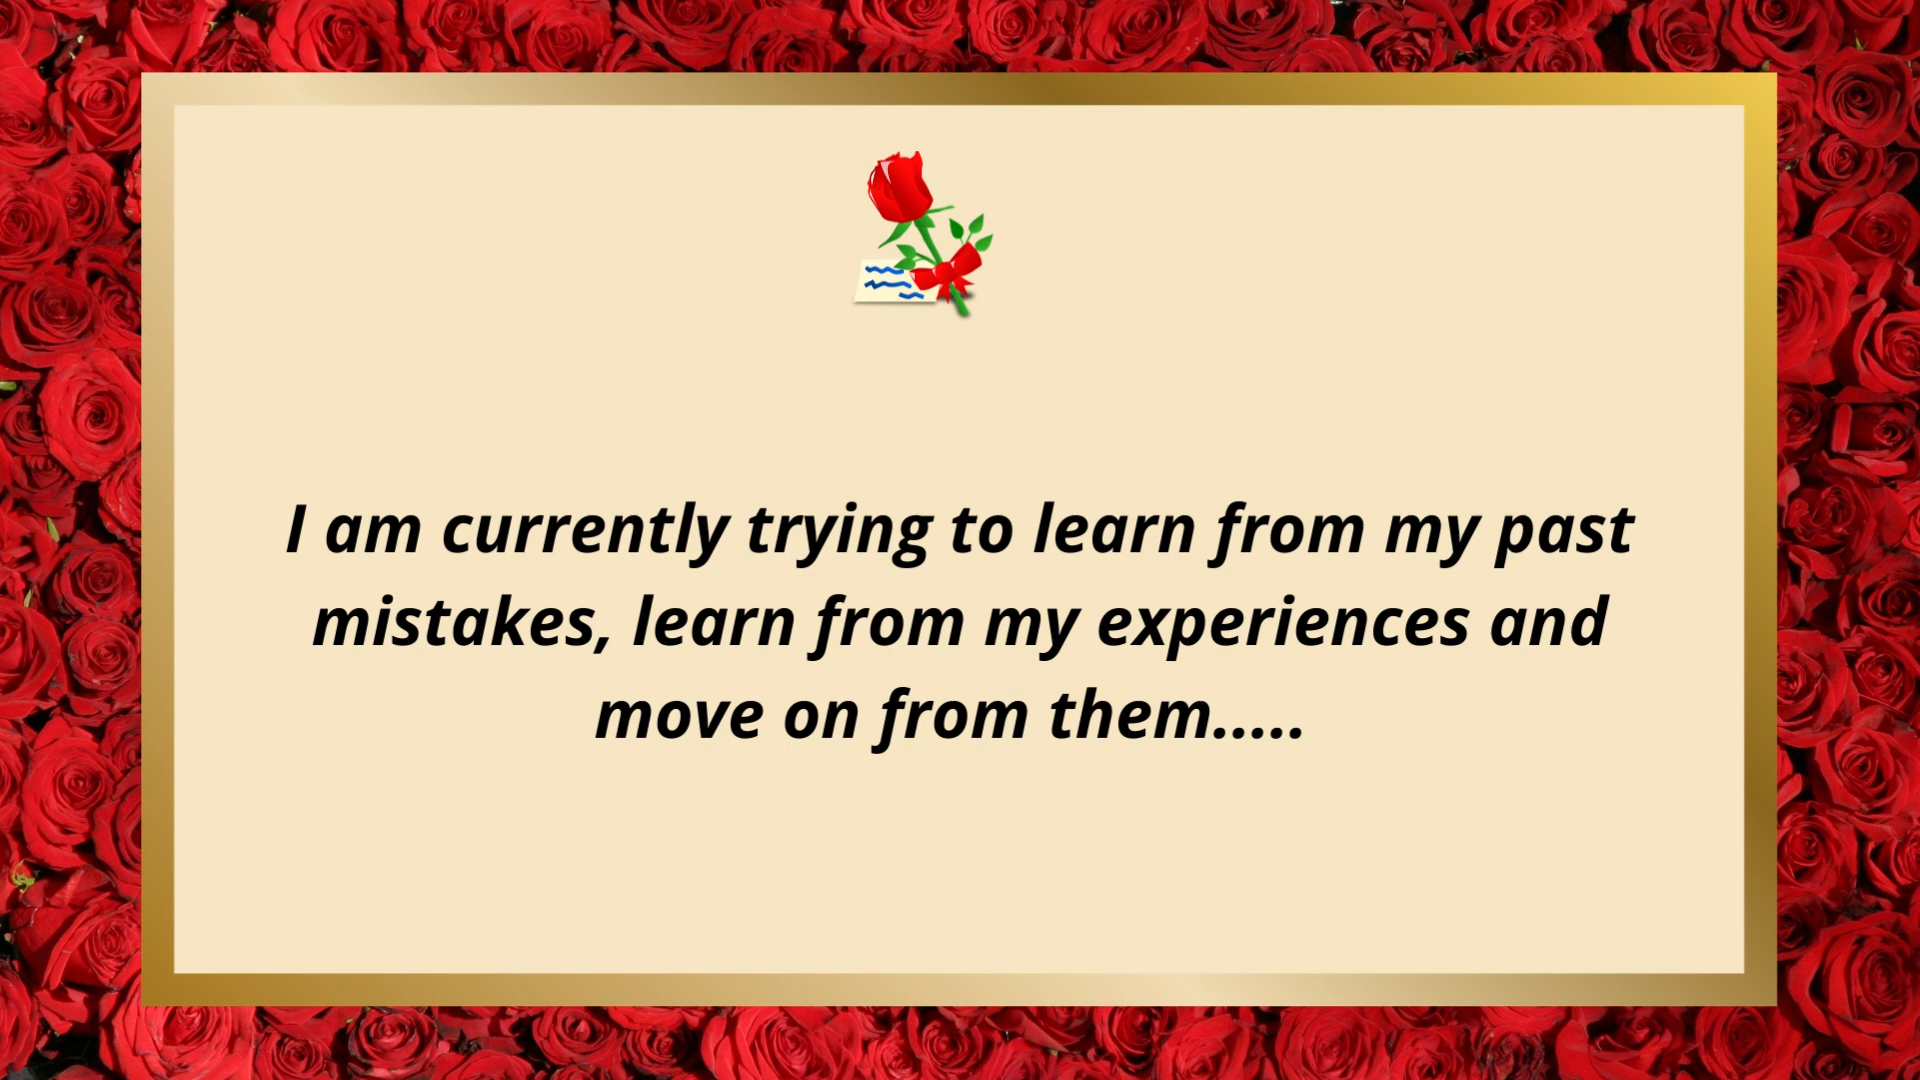 I am currently trying to learn from my past
mistakes, learn from my experiences and
move on from them.....